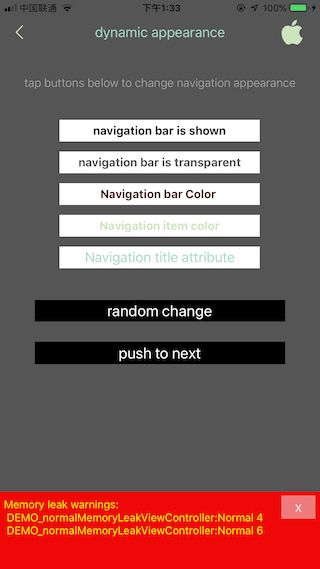 中国联通 下午1:33 100%
dynamic appearance
tap buttons below to change navigation appearance
navigation bar is shown
navigation bar is transparent
Navigation bar Color
Navigation item color
Navigation title attribute
random change
push to next
Memory leak warnings:
DEMO_normalMemoryLeakViewController:Normal 4
DEMO_normalMemoryLeakViewController:Normal 6
X